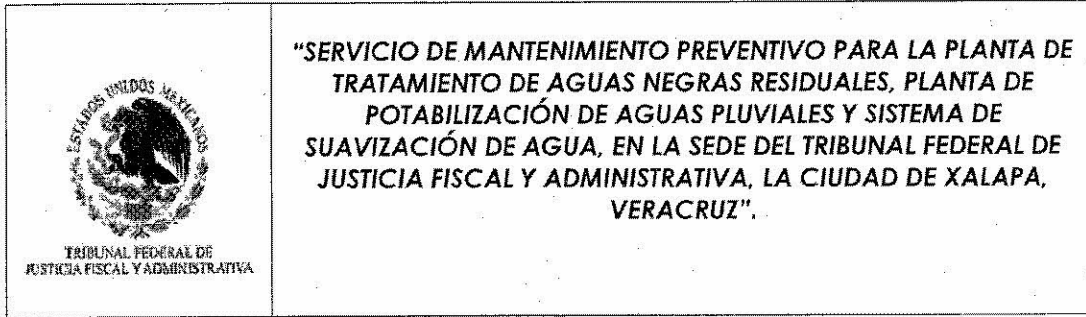 ESTADOS UNIDOS MEXICANOS
TRIBUNAL FEDERAL DE
JUSTICIA FISCAL Y ADMINISTRATIVA
"SERVICIO DE MANTENIMIENTO PREVENTIVO PARA LA PLANTA DE
TRATAMIENTO DE AGUAS NEGRAS RESIDUALES, PLANTA DE
POTABILIZACIÓN DE AGUAS PLUVIALES Y SISTEMA DE
SUAVIZACIÓN DE AGUA, EN LA SEDE DEL TRIBUNAL FEDERAL DE
JUSTICIA FISCAL Y ADMINISTRATIVA, LA CIUDAD DE XALAPA,
VERACRUZ".